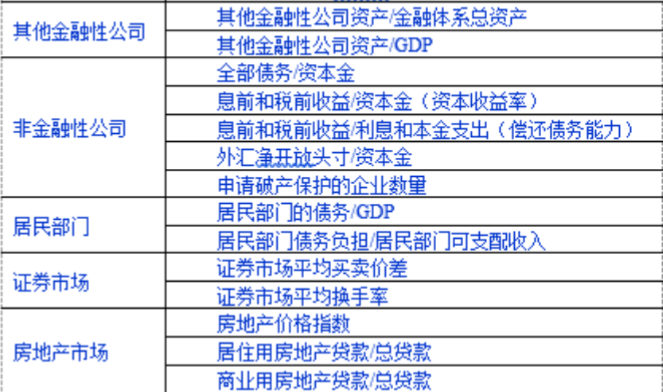 其他金融性公司
其他金融性公司资产/金融体系总资产
其他金融性公司资产/GDP
非金融性公司
全部债务/资本金
息前和税前收益/资本金（资本收益率）
息前和税前收益/利息和本金支出（偿还债务能力）
外汇净开放头寸/资本金
申请破产保护的企业数量
居民部门
居民部门的债务/GDP
居民部门债务负担/居民部门可支配收入
证券市场
证券市场平均买卖价差
证券市场平均换手率
房地产市场
房地产价格指数
居住用房地产贷款/总贷款
商业用房地产贷款/总贷款